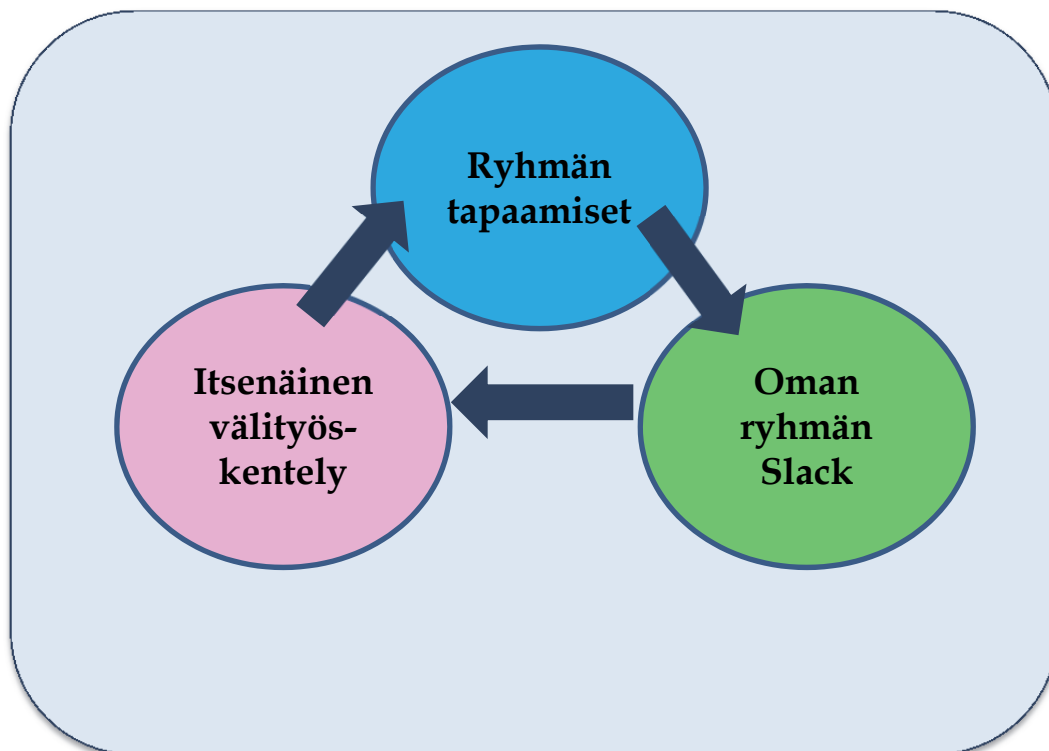 Ryhmän
tapaamiset
Itsenäinen
välityös-
kentely
Oman
ryhmän
Slack